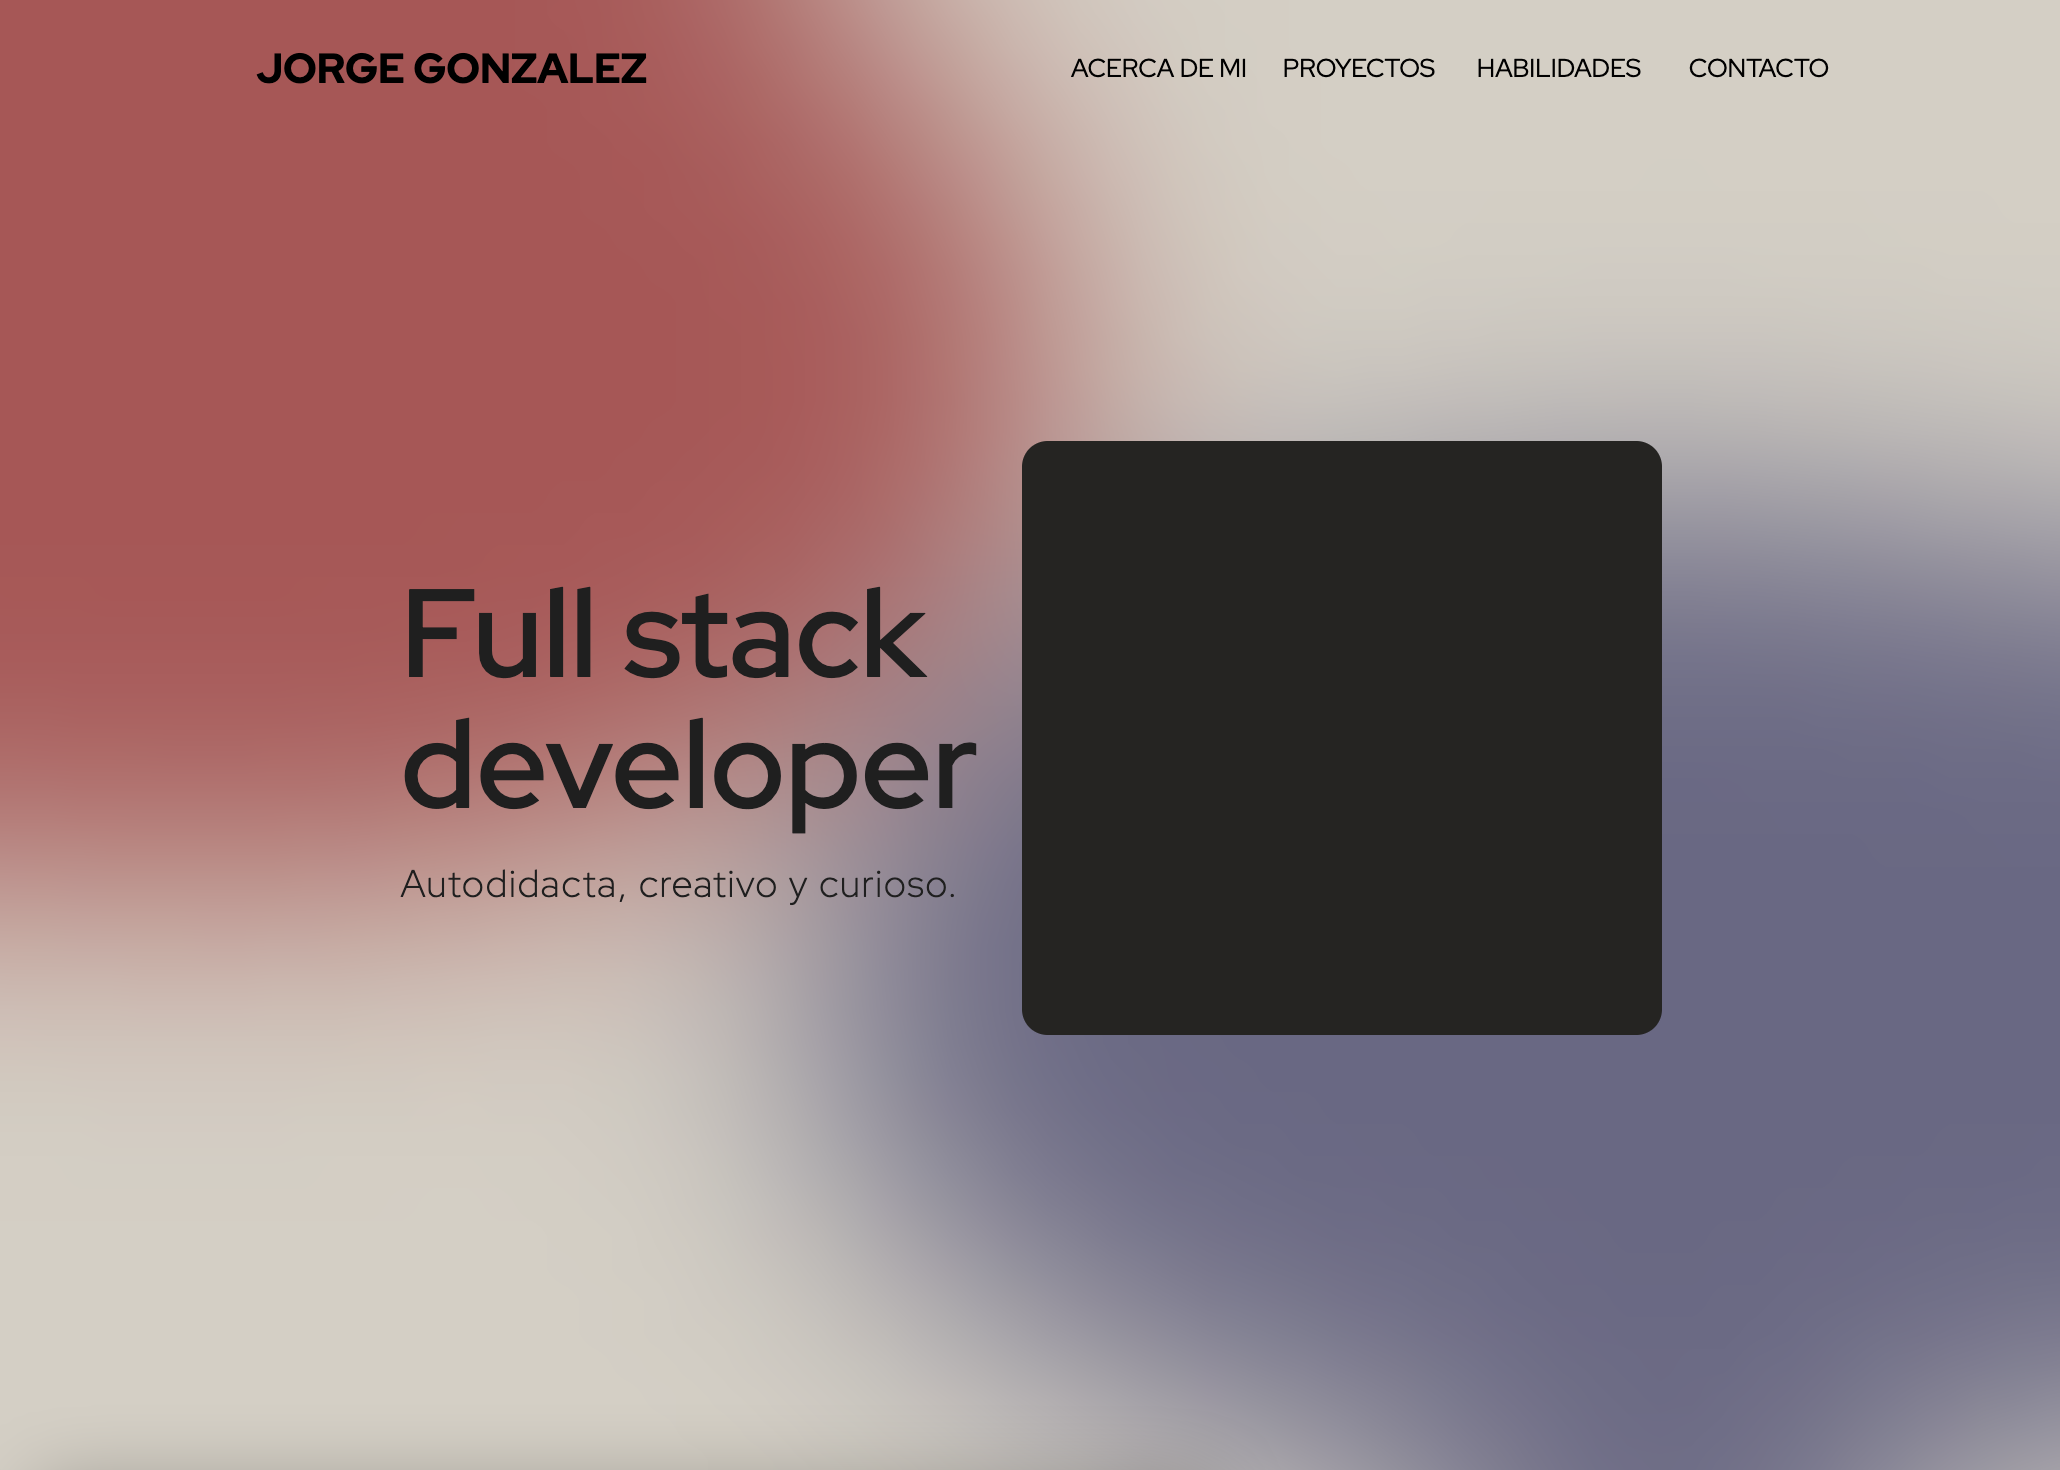 JORGE GONZALEZ
ACERCA DE MI PROYECTOS HABILIDADES CONTACTO
Full stack
developer
Autodidacta, creativo y curioso.